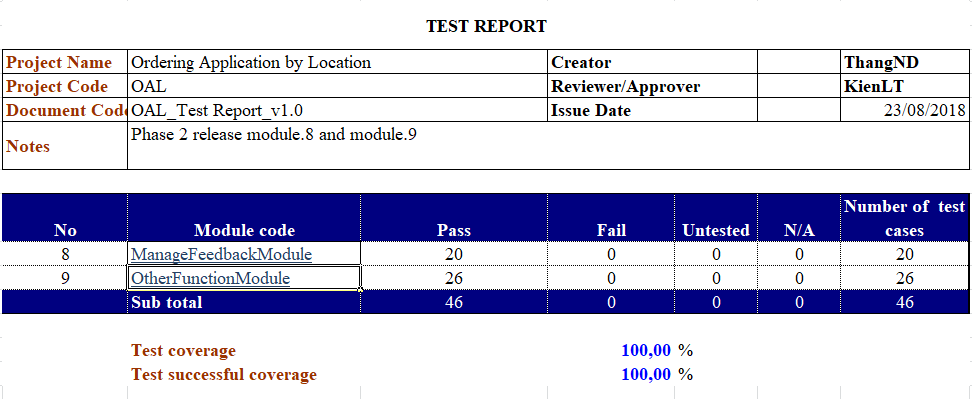 TEST REPORT
Project Name Ordering Application by Location Creator ThangND
Project Code OAL Reviewer/Approver KienLT
Document Code OAL_Test Report_v1.0 Issue Date 23/08/2018
Notes Phase 2 release module.8 and module.9
No Module code Pass Fail Untested N/A Number of test cases
8 ManageFeedbackModule 20 0 0 0 20
9 OtherFunctionModule 26 0 0 0 26
Sub total 46 0 0 0 46
Test coverage 100,00 %
Test successful coverage 100,00 %